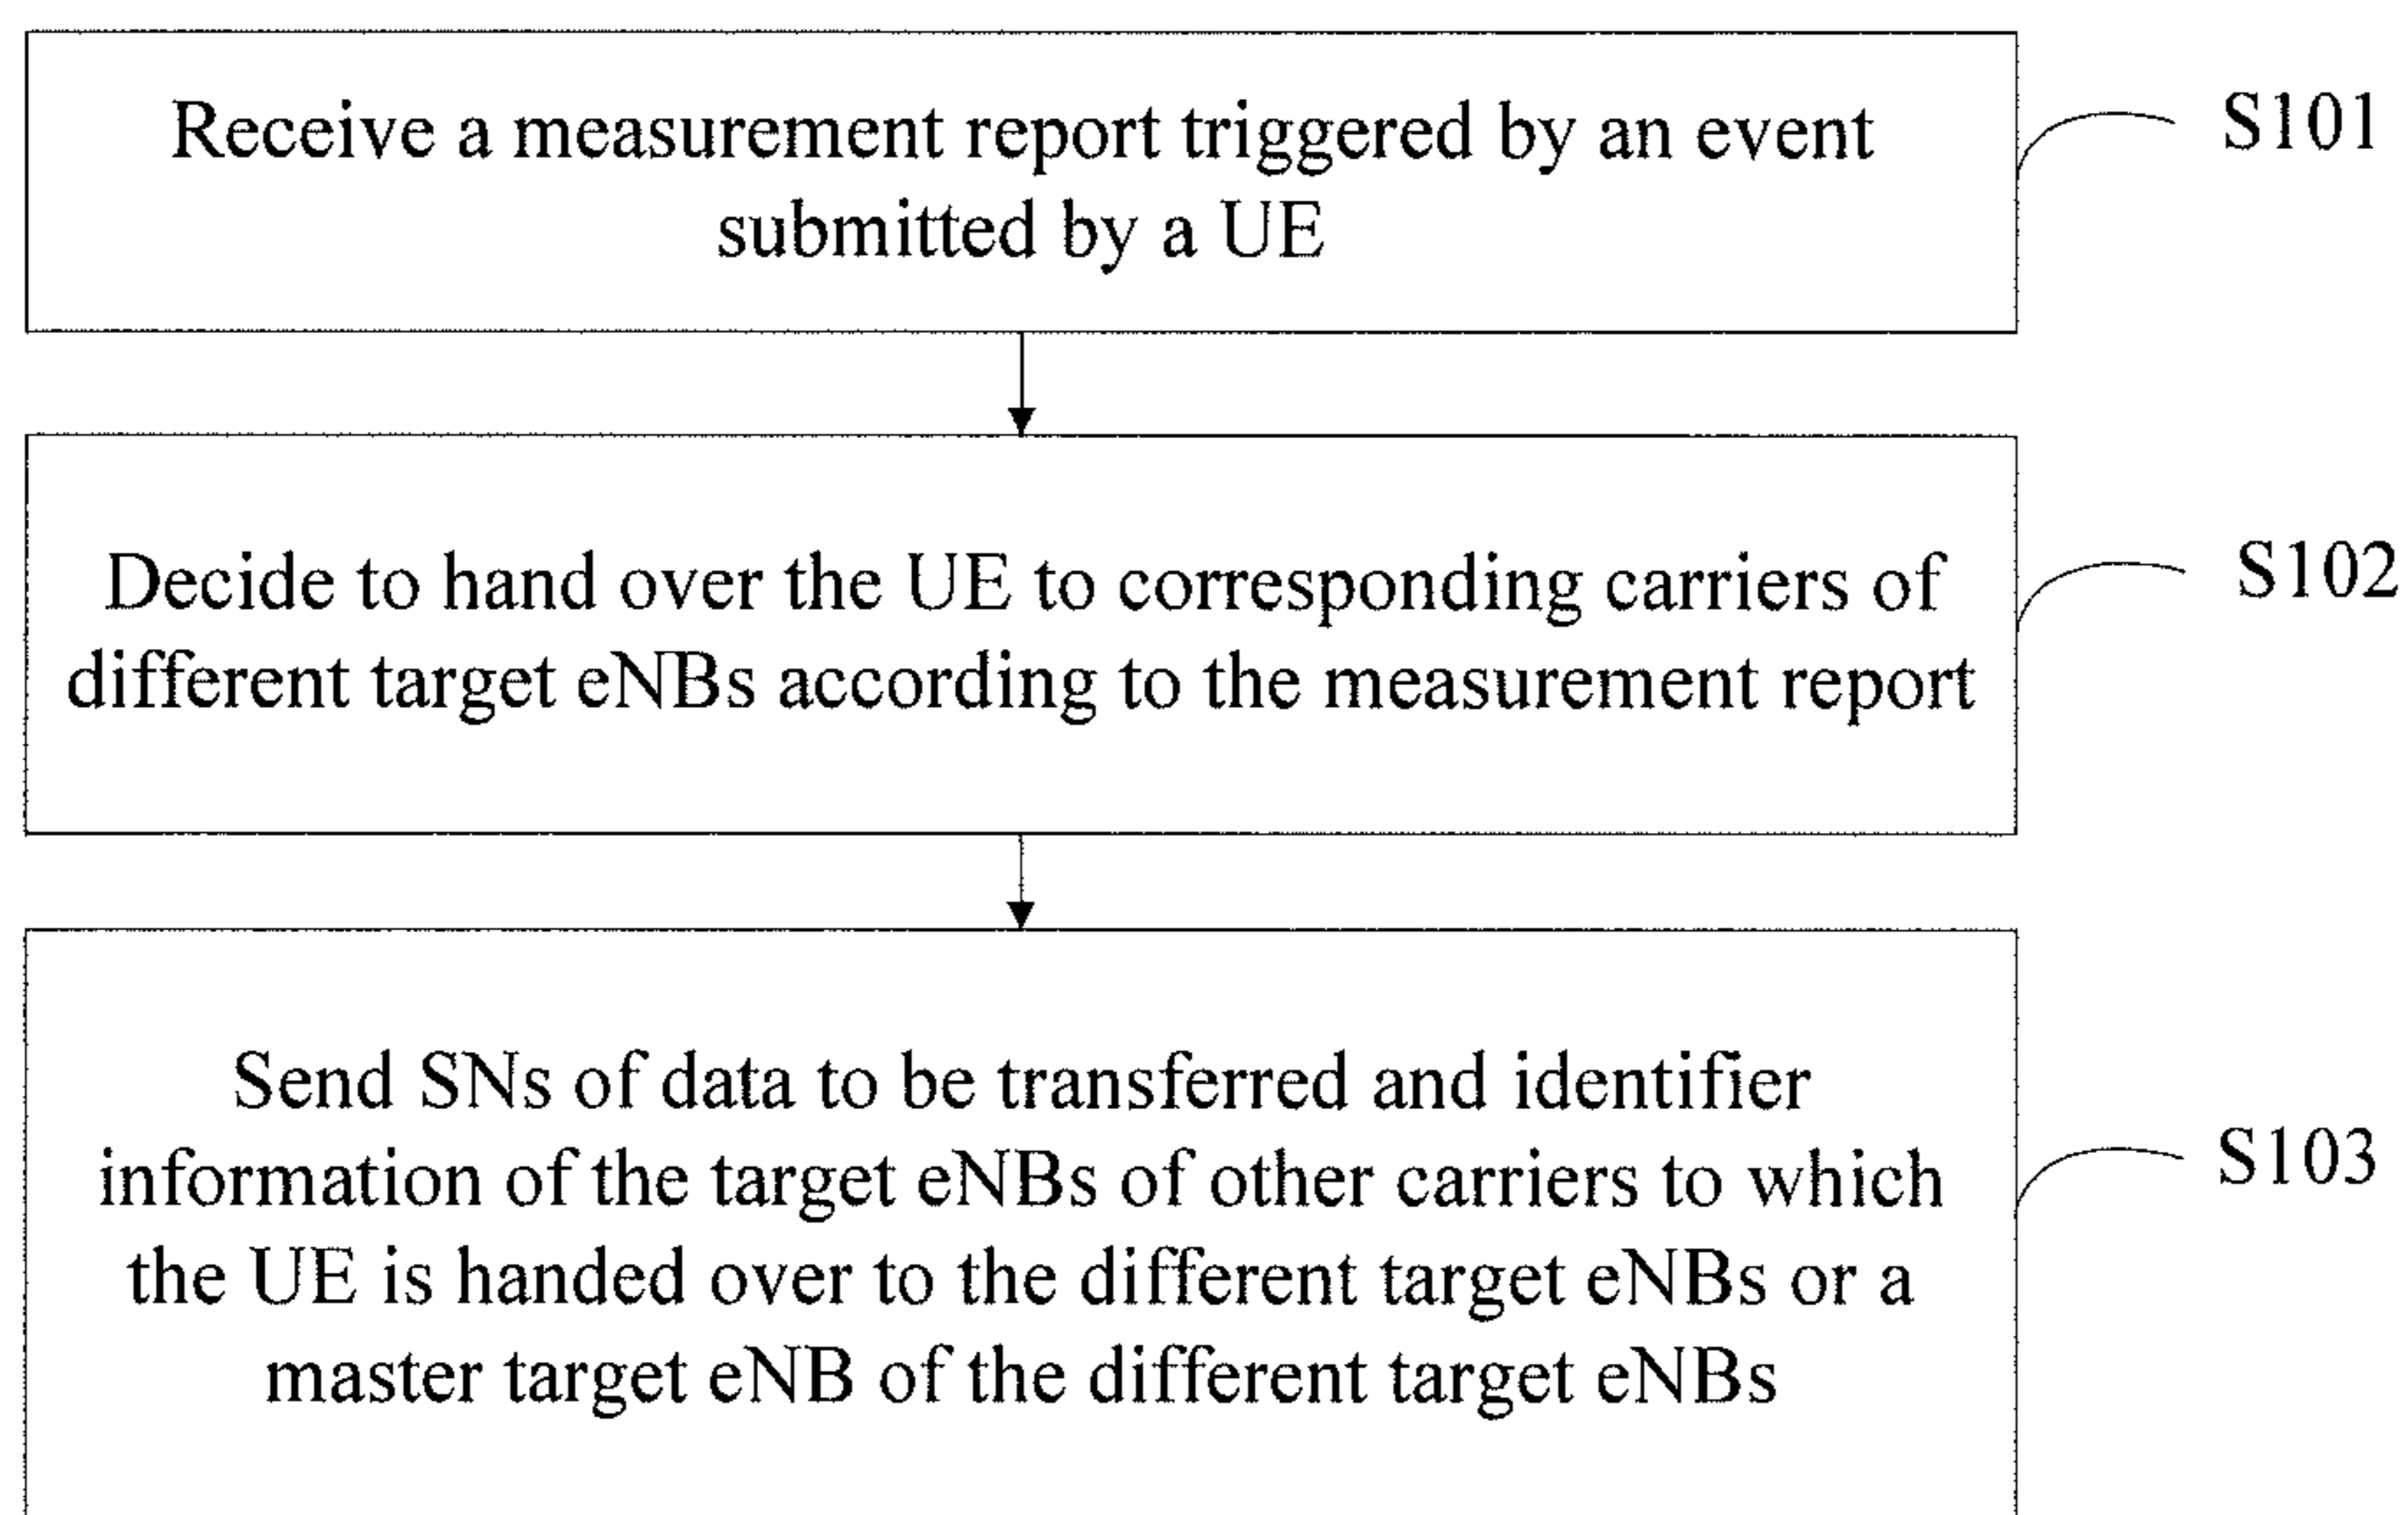 Receive a measurement report triggered by an event
submitted by a UE
S101
Decide to hand over the UE to corresponding carriers of
different target eNBs according to the measurement report
S102
Send SNs of data to be transferred and identifier
information of the target eNBs of other carriers to which
the UE is handed over to the different target eNBs or a
master target eNB of the different target eNBs
S103